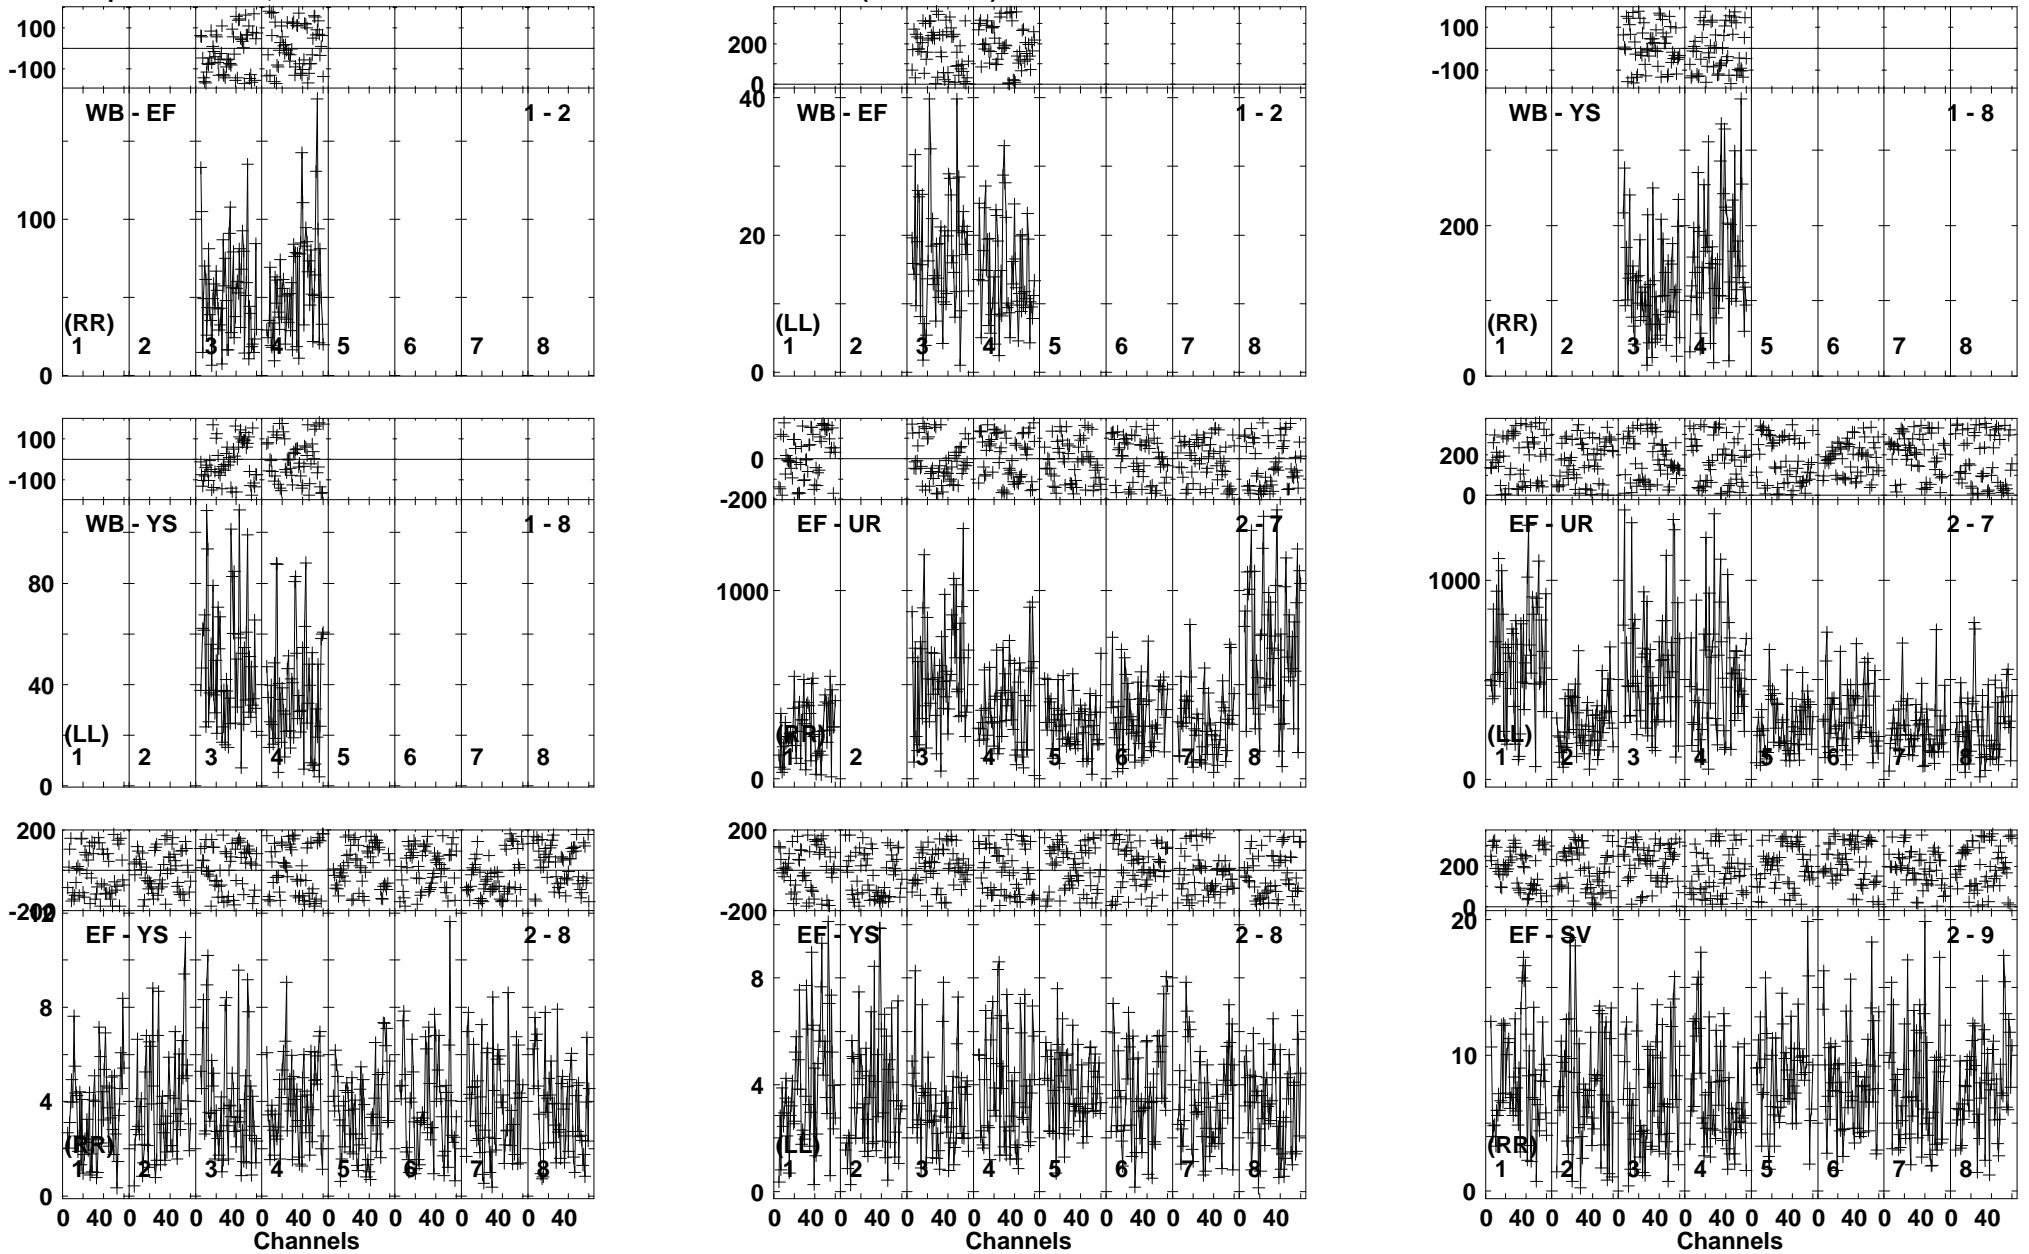 100 -100 200 0 100 -100
WB - EF 1 - 2 WB - EF 1 - 2 WB - YS 1 - 8
100 0 40 20 0 200 0
(RR) (LL) (RR)
1 2 3 4 5 6 7 8 1 2 3 4 5 6 7 8 1 2 3 4 5 6 7 8
100 -100 100 0 -200 200 0
WB - YS 1 - 8 EF - UR 2 - 7 EF - UR 2 - 7
80 40 0 1000 0 1000 0
(LL) (RR) (LL)
1 2 3 4 5 6 7 8 1 2 3 4 5 6 7 8 1 2 3 4 5 6 7 8
200 -200 200 -200 200 0
EF - YS 2 - 8 EF - YS 2 - 8 EF - SV 2 - 9
12 8 4 0 8 4 0 20 10 0
(RR) (LL) (RR)
1 2 3 4 5 6 7 8 1 2 3 4 5 6 7 8 1 2 3 4 5 6 7 8
0 40 0 40 0 40 0 40 0 40 0 40 0 40 0 40 0 40 0 40 0 40 0 40 0 40 0 40 0 40 0 40 0 40 0 40 0 40 0 40 0 40 0 40 0 40 0 40
Channels Channels